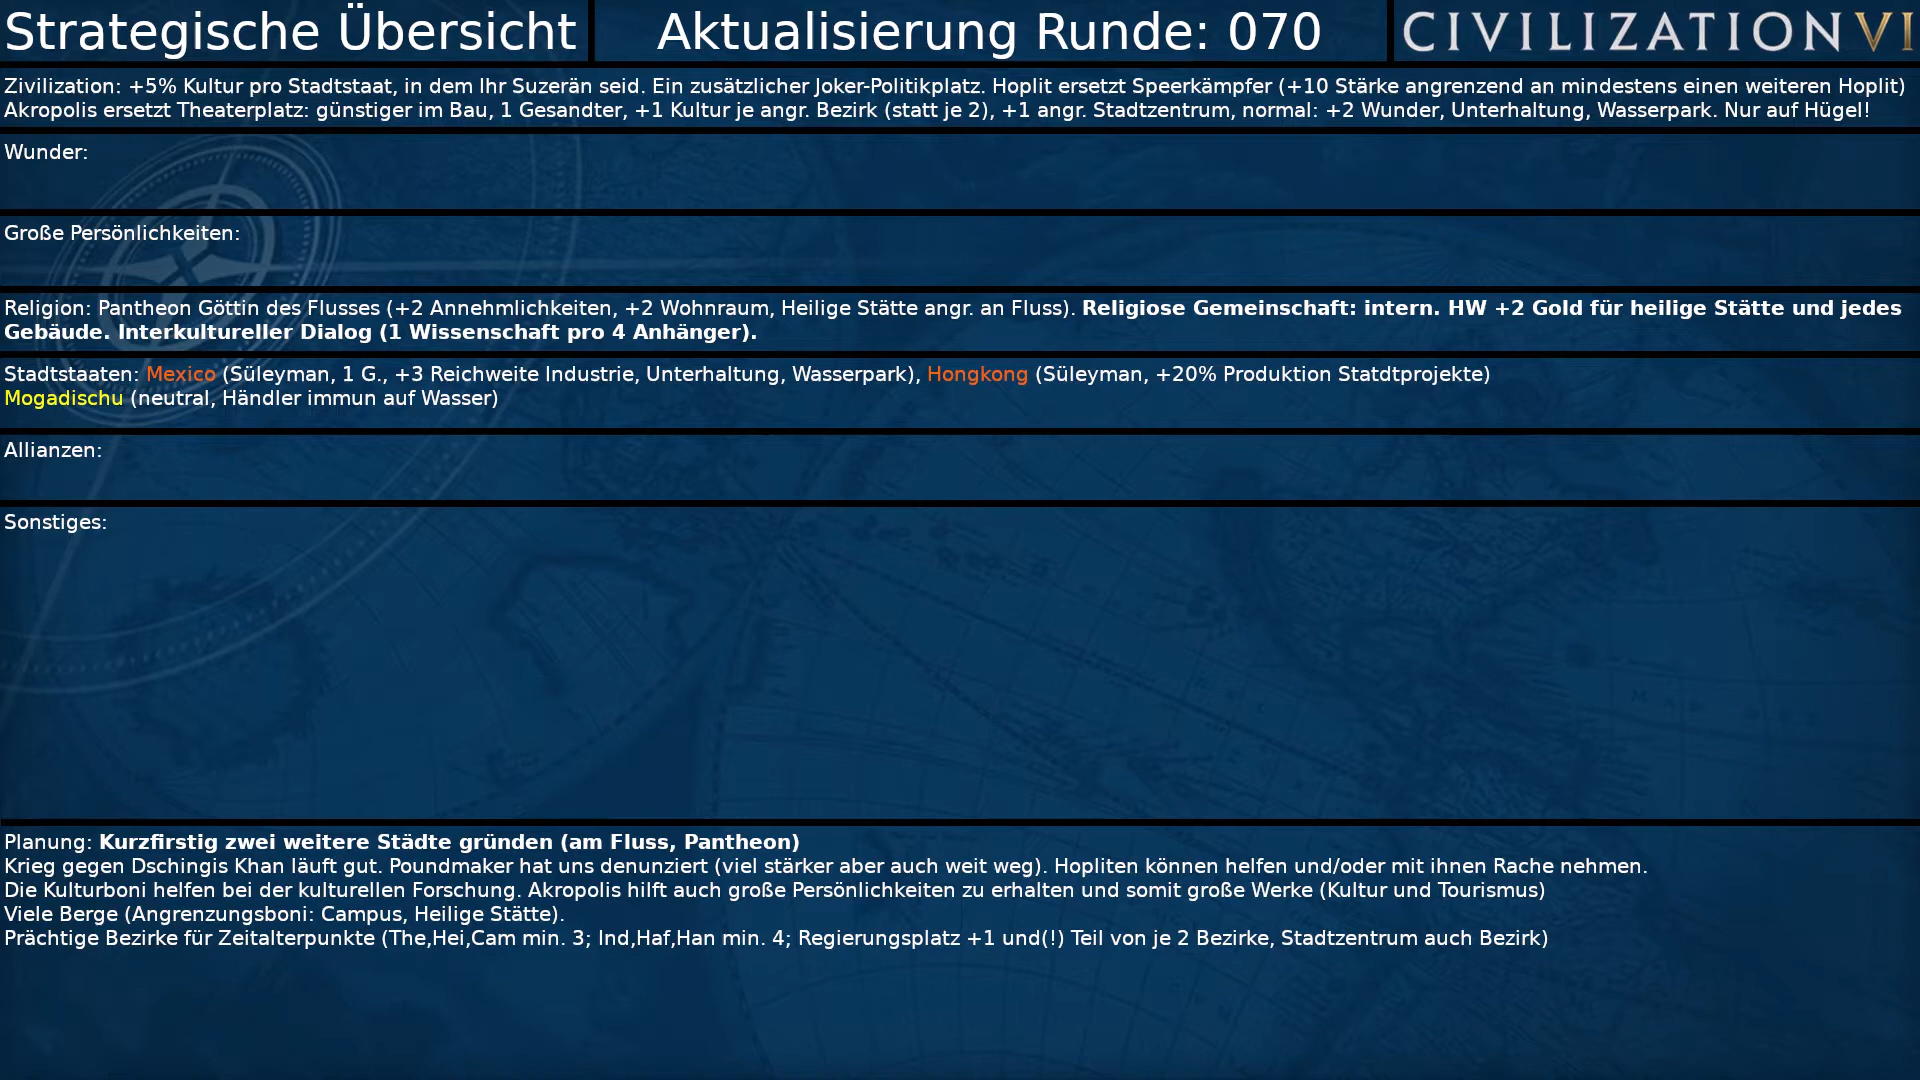 Strategische Übersicht
Aktualisierung Runde: 070
CIVILIZATION VI
Zivilization: +5% Kultur pro Stadtstaat, in dem Ihr Suzerän seid. Ein zusätzlicher Joker-Politikplatz. Hoplit ersetzt Speerkämpfer (+10 Stärke angrenzend an mindestens einen weiteren Hoplit)
Akropolis ersetzt Theaterplatz: günstiger im Bau, 1 Gesandter, +1 Kultur je angr. Bezirk (statt je 2), +1 angr. Stadtzentrum, normal: +2 Wunder, Unterhaltung, Wasserpark. Nur auf Hügel!
Wunder:
Große Persönlichkeiten:
Religion: Pantheon Göttin des Flusses (+2 Annehmlichkeiten, +2 Wohnraum, Heilige Stätte angr. an Fluss). Religiose Gemeinschaft: intern. HW +2 Gold für heilige Stätte und jedes
Gebäude. Interkultureller Dialog (1 Wissenschaft pro 4 Anhänger).
Stadtstaaten: Mexico (Süleyman, 1 G., +3 Reichweite Industrie, Unterhaltung, Wasserpark), Hongkong (Süleyman, +20% Produktion Statdtprojekte)
Mogadischu (neutral, Händler immun auf Wasser)
Allianzen:
Sonstiges:
Planung: Kurzfirstig zwei weitere Städte gründen (am Fluss, Pantheon)
Krieg gegen Dschingis Khan läuft gut. Poundmaker hat uns denunziert (viel stärker aber auch weit weg). Hopliten können helfen und/oder mit ihnen Rache nehmen.
Die Kulturboni helfen bei der kulturellen Forschung. Akropolis hilft auch große Persönlichkeiten zu erhalten und somit große Werke (Kultur und Tourismus)
Viele Berge (Angrenzungsboni: Campus, Heilige Stätte).
Prächtige Bezirke für Zeitalterpunkte (The,Hei,Cam min. 3; Ind,Haf,Han min. 4; Regierungsplatz +1 und(!) Teil von je 2 Bezirke, Stadtzentrum auch Bezirk)